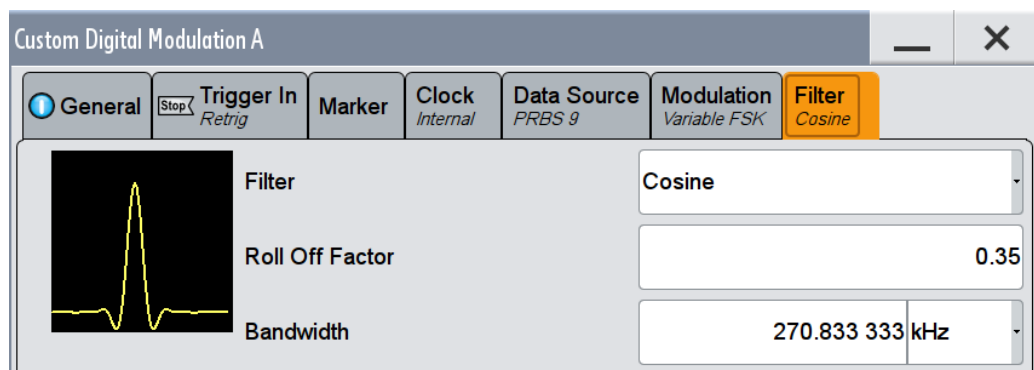 Custom Digital Modulation A
General
Stop Trigger In
Retrig
Marker
Clock
Internal
Data Source
PRBS 9
Modulation
Variable FSK
Filter
Cosine
Filter Cosine
Roll Off Factor 0.35
Bandwidth 270.833 333 kHz